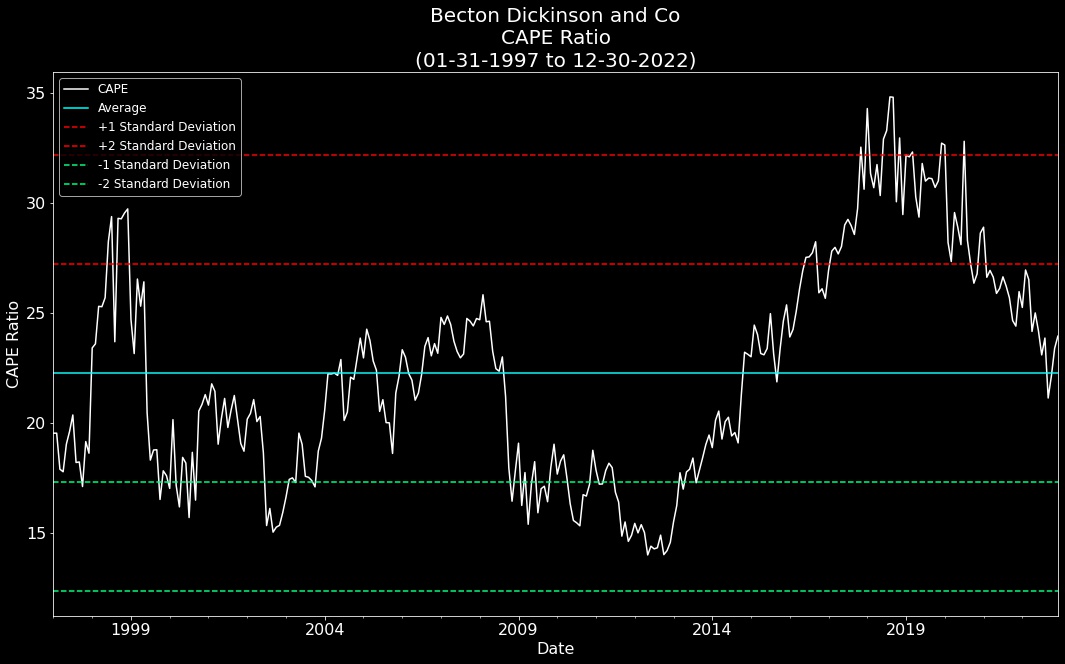 Becton Dickinson and Co
CAPE Ratio
(01-31-1997 to 12-30-2022)
CAPE
Average
+1 Standard Deviation
+2 Standard Deviation
-1 Standard Deviation
-2 Standard Deviation
35
30
25
20
15
CAPE Ratio
1999
2004
2009
2014
2019
Date